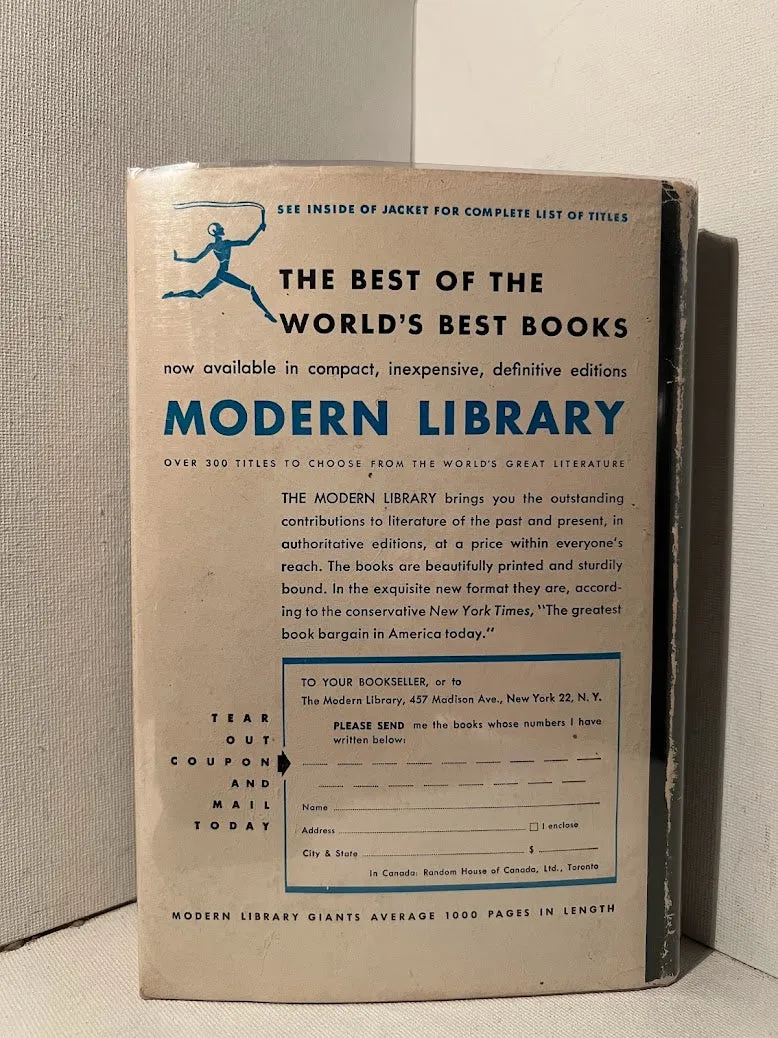 SEE INSIDE OF JACKET FOR COMPLETE LIST OF TITLES
THE BEST OF THE
WORLD'S BEST BOOKS
now available in compact, inexpensive, definitive editions
MODERN LIBRARY
OVER 300 TITLES TO CHOOSE FROM THE WORLD'S GREAT LITERATURE
THE MODERN LIBRARY brings you the outstanding
contributions to literature of the past and present, in
authoritative editions, at a price within everyone's
reach. The books are beautifully printed and sturdily
bound. In the exquisite new format they are, accord-
ing to the conservative New York Times, "The greatest
book bargain in America today."
TEAR
OUT
COUPON
AND
MAIL
TODAY
TO YOUR BOOKSELLER, or to
The Modern Library, 457 Madison Ave., New York 22, N. Y.
PLEASE SEND me the books whose numbers I have
written below:
Name
Address I enclose
City & State $
In Canada: Random House of Canada, Ltd., Toronto
MODERN LIBRARY GIANTS AVERAGE 1000 PAGES IN LENGTH